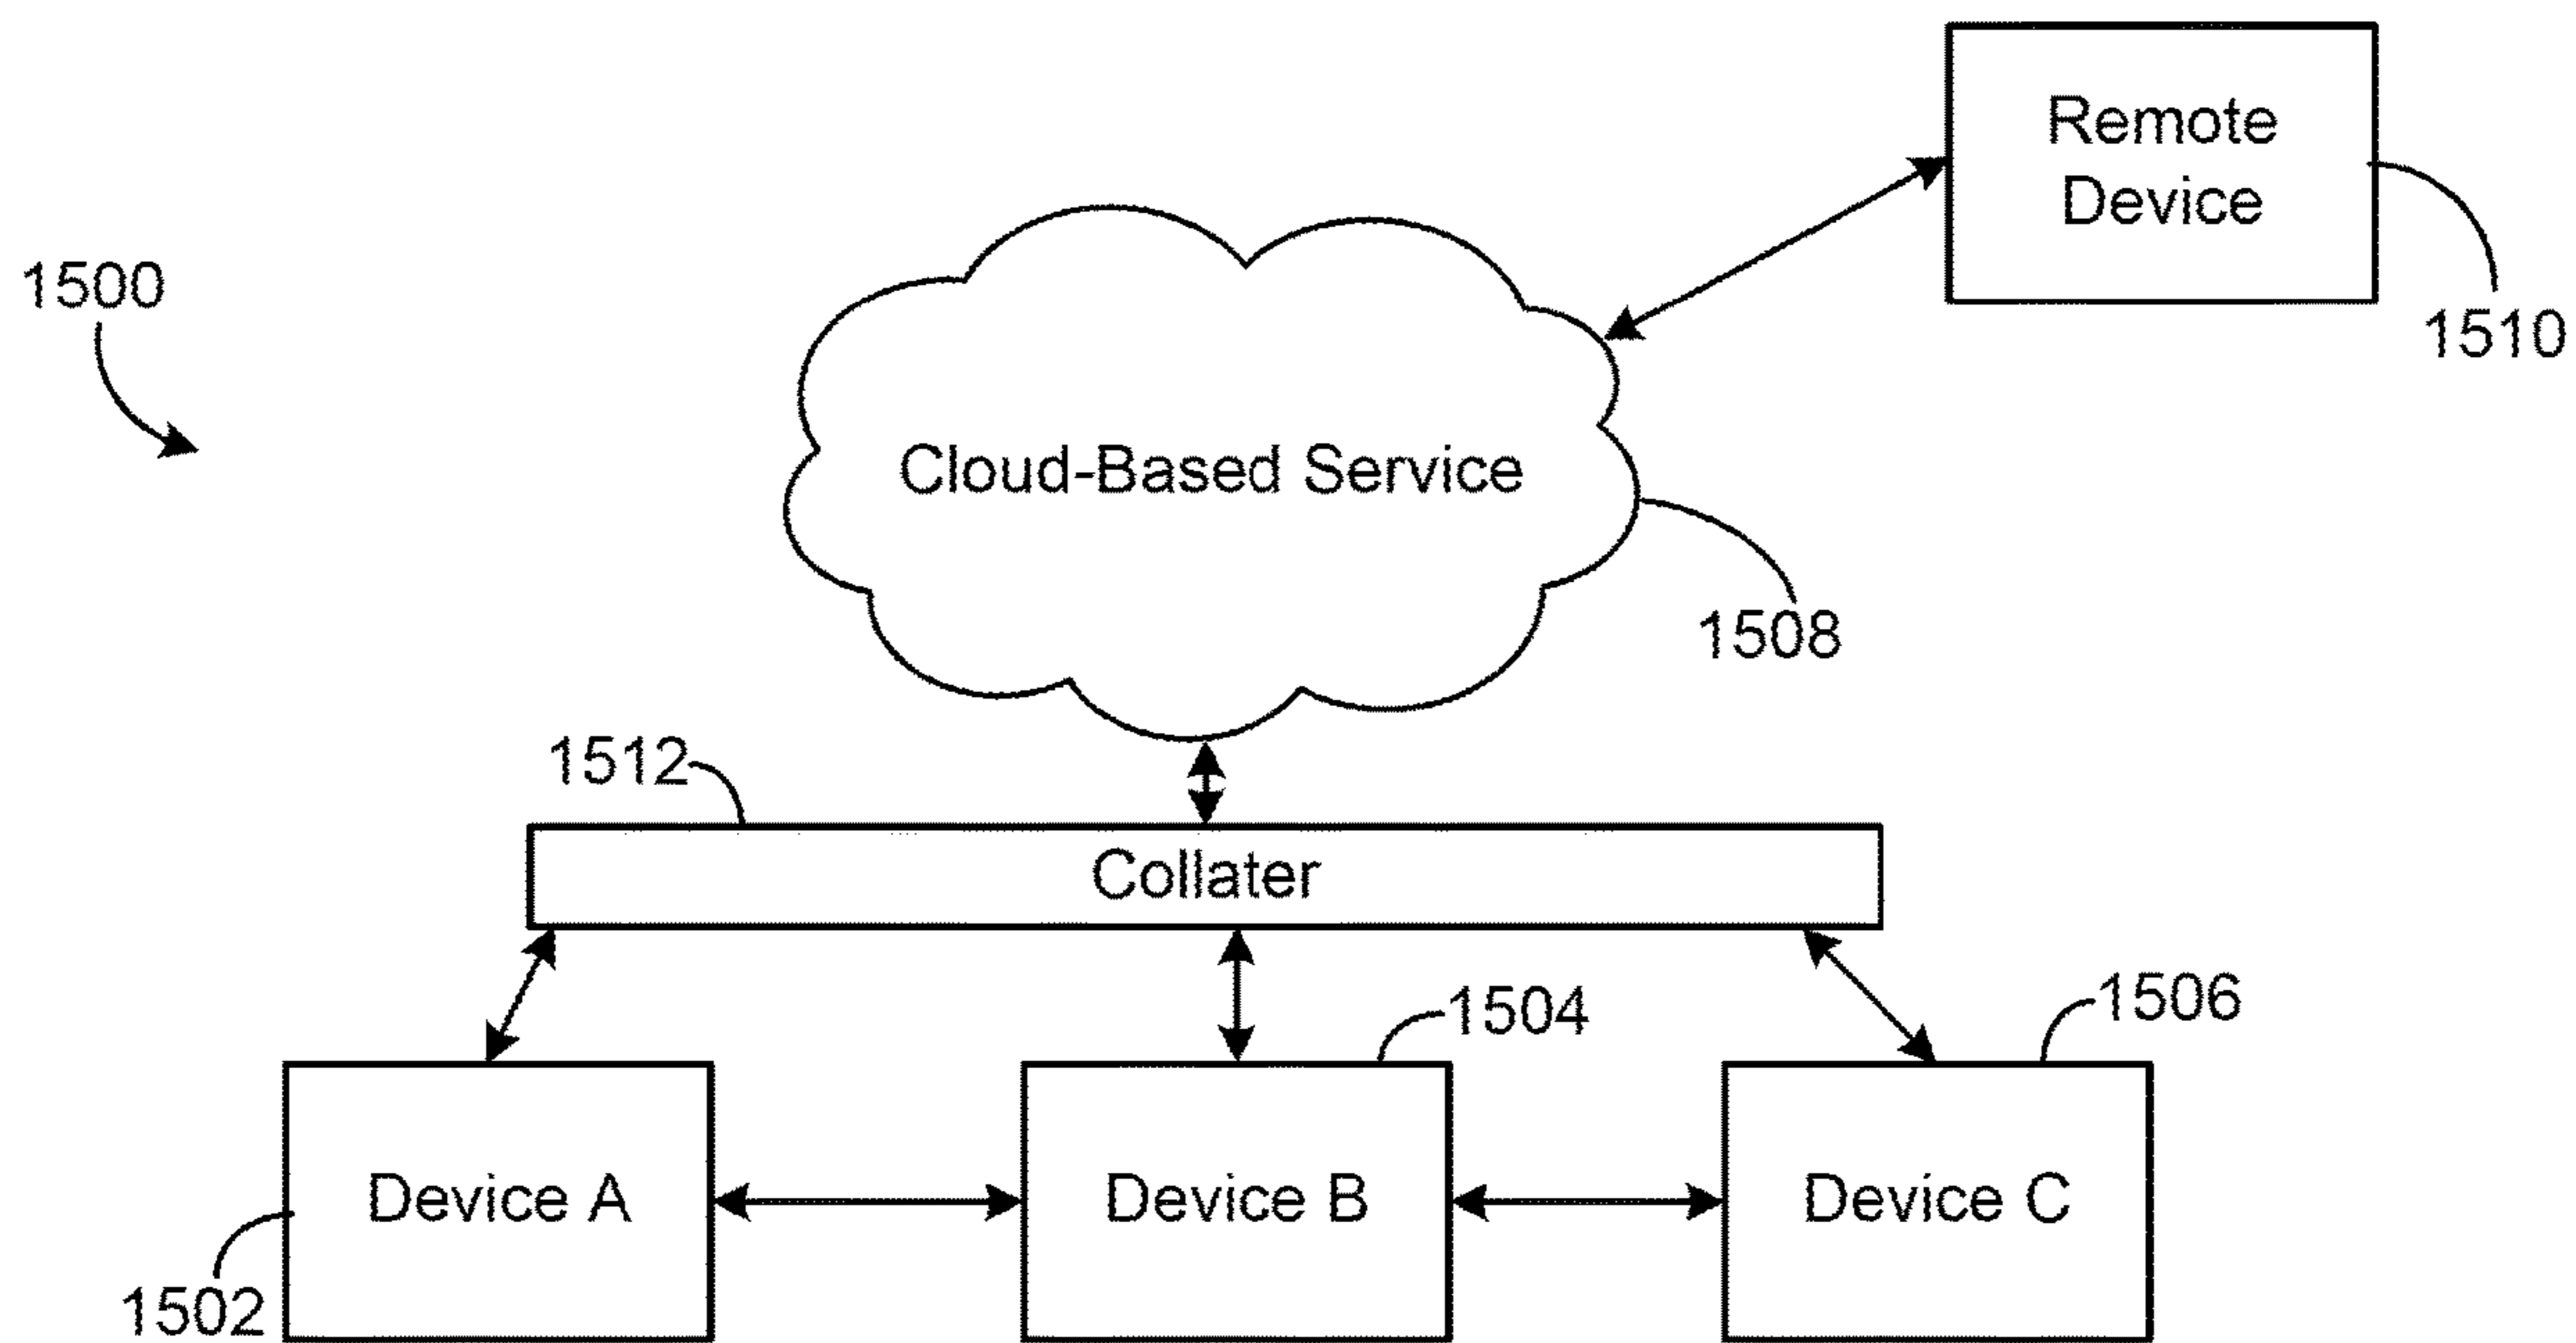 Remote
Device
1500
1510
Cloud-Based Service
1508
1512
Collater
1504
1506
Device A
Device B
Device C
1502